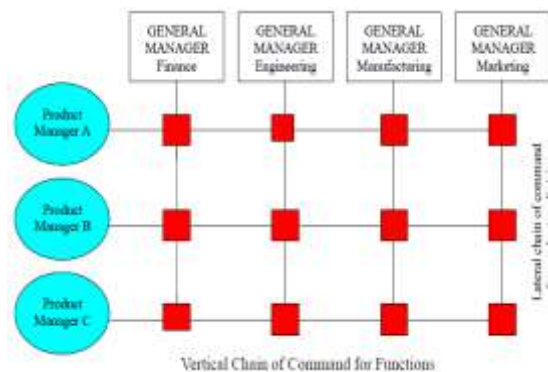 GENERAL
MANAGER
Finance
GENERAL
MANAGER
Engineering
GENERAL
MANAGER
Manufacturing
GENERAL
MANAGER
Marketing
Product
Manager A
Product
Manager B
Product
Manager C
Lateral chain of command
Vertical Chain of Command for Functions